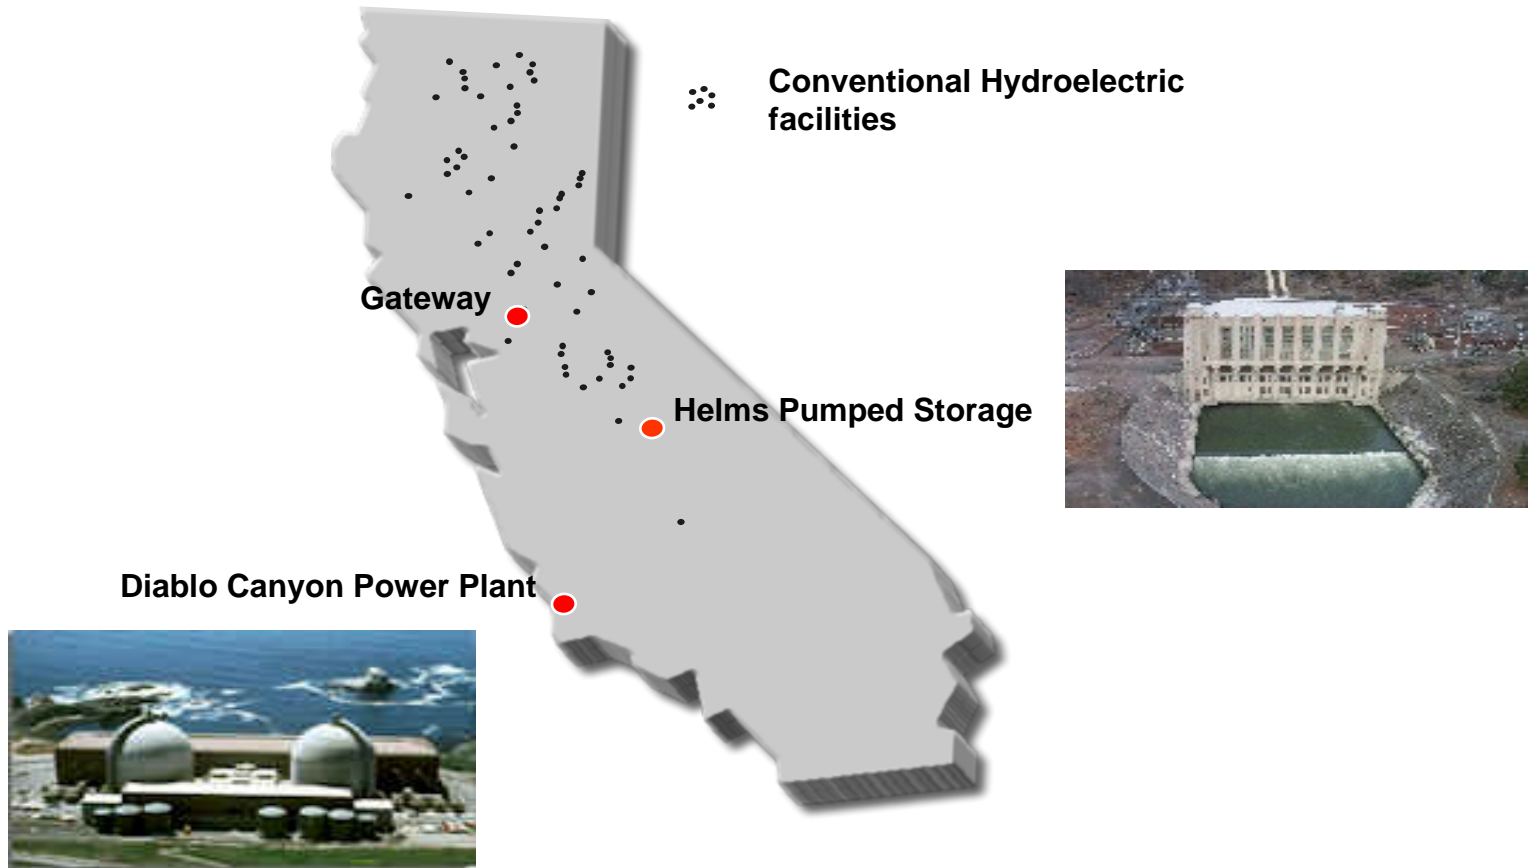 Conventional Hydroelectric
facilities
Gateway
Helms Pumped Storage
Diablo Canyon Power Plant